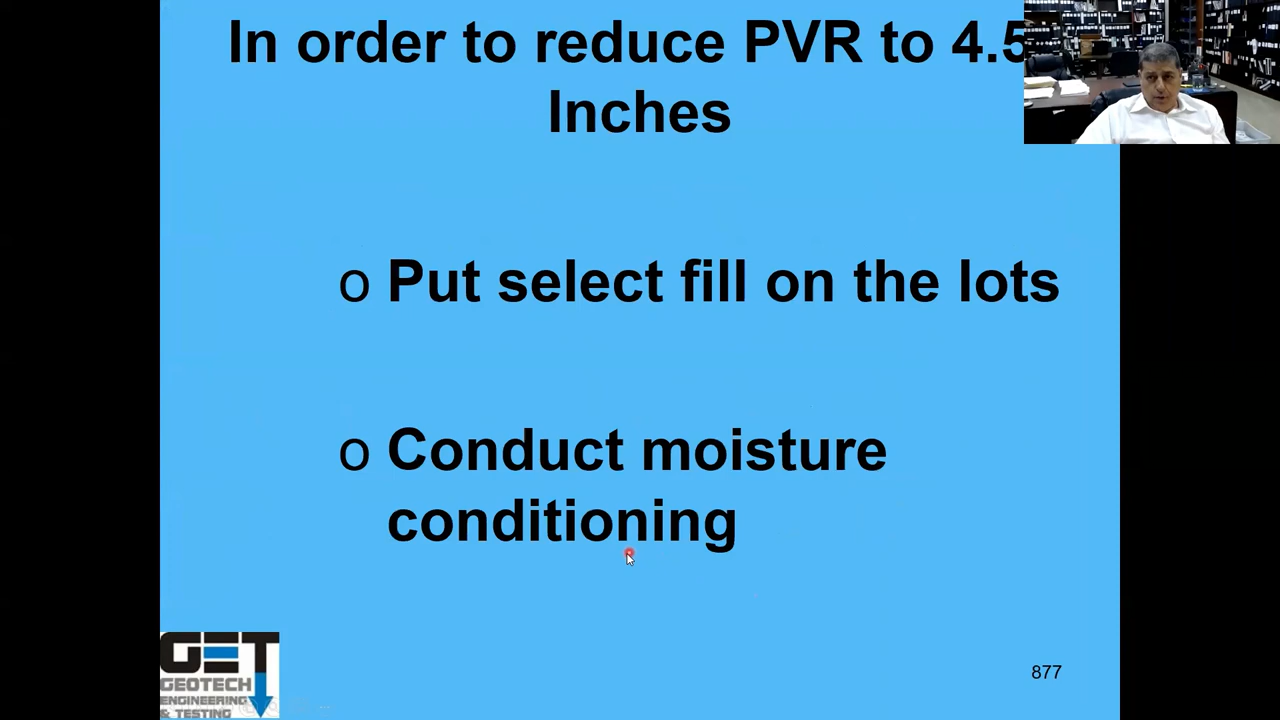 In order to reduce PVR to 4.5
Inches
o Put select fill on the lots
o Conduct moisture
conditioning
GET
GEOTECH
ENGINEERING
& TESTING
877